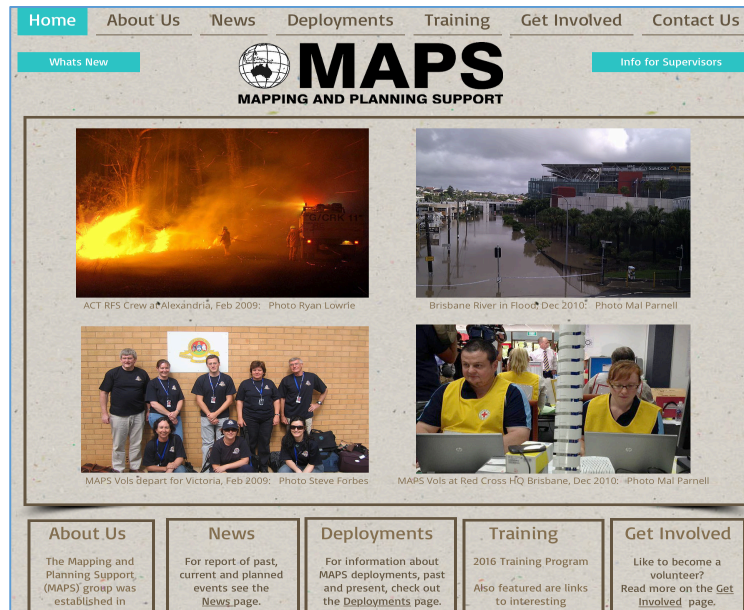 Home About Us News Deployments Training Get Involved Contact Us
Whats New
Info for Supervisors
MAPS
MAPPING AND PLANNING SUPPORT
ACT RFS Crew at Alexandria, Feb 2009: Photo Ryan Lowrie
Brisbane River in Flood, Dec 2010: Photo Mal Parnell
MAPS Vols depart for Victoria, Feb 2009: Photo Steve Forbes
MAPS Vols at Red Cross HQ Brisbane, Dec 2010: Photo Mal Parnell
About Us
The Mapping and
Planning Support
(MAPS) group was
established in
News
For report of past,
current and planned
events see the
News page.
Deployments
For information about
MAPS deployments, past
and present, check out
the Deployments page.
Training
2016 Training Program
Also featured are links
to interesting
Get Involved
Like to become a
volunteer?
Read more on the Get
Involved page.